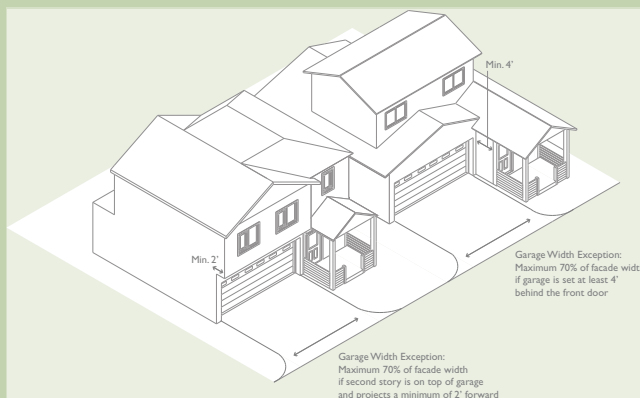 Min. 4'
Min. 2'
Garage Width Exception:
Maximum 70% of facade width
if garage is set at least 4'
behind the front door
Garage Width Exception:
Maximum 70% of facade width
if second story is on top of garage
and projects a minimum of 2' forward